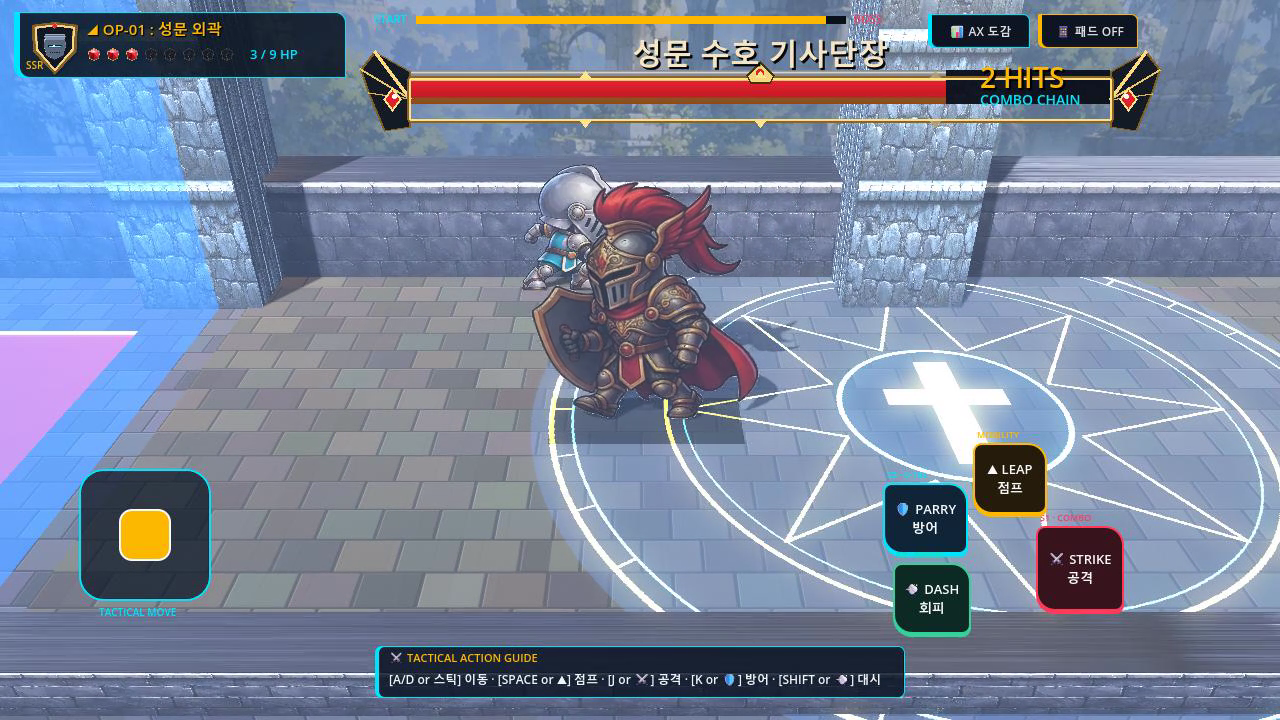 START
BOSS
◢ OP-01 : 성문 외곽
SSR
3 / 9 HP
📊 AX 도감
패드 OFF
성문 수호 기사단장
2 HITS
COMBO CHAIN
MOBILITY
▲ LEAP
점프
PARRY
방어
S1 · COMBO
STRIKE
공격
DASH
회피
TACTICAL MOVE
⚔ TACTICAL ACTION GUIDE
[A/D or 스틱] 이동 · [SPACE or ▲] 점프 · [J or ⚔] 공격 · [K or 🛡] 방어 · [SHIFT or 💨] 대시